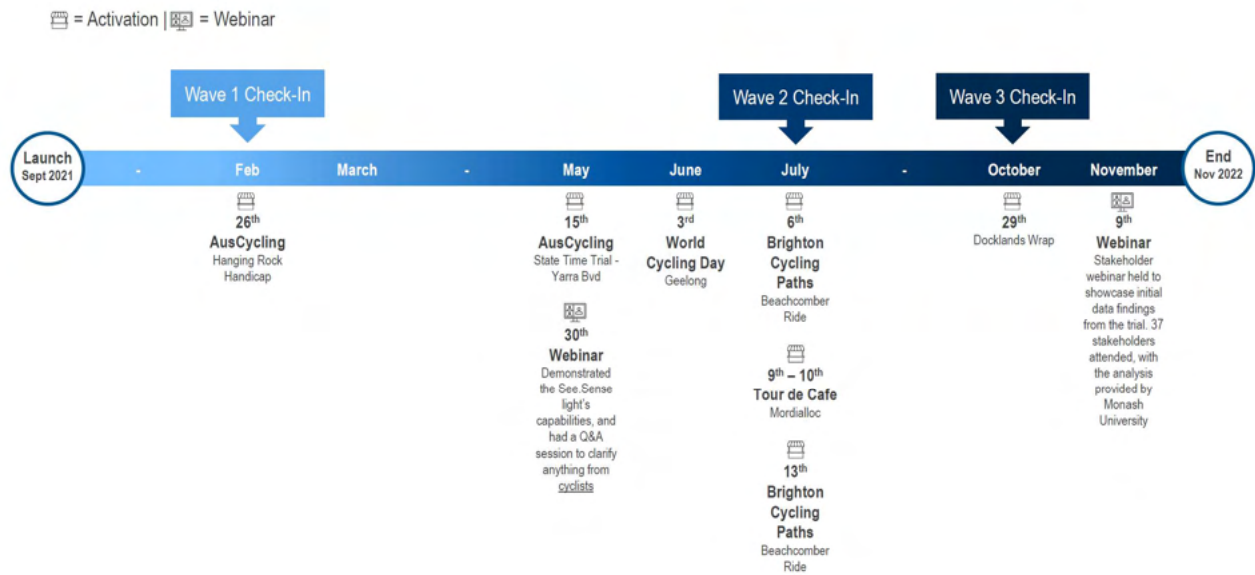 = Activation | = Webinar
Wave 1 Check-In
Wave 2 Check-In
Wave 3 Check-In
Launch
Sept 2021
-
Feb
March
-
May
June
July
-
October
November
End
Nov 2022
26th
AusCycling
Hanging Rock
Handicap
15th
AusCycling
State Time Trial -
Yarra Bvd
30th
Webinar
Demonstrated
the See.Sense
light's
capabilities, and
had a Q&A
session to clarify
anything from
cyclists
3rd
World
Cycling Day
Geelong
6th
Brighton
Cycling
Paths
Beachcomber
Ride
9th – 10th
Tour de Cafe
Mordialloc
13th
Brighton
Cycling
Paths
Beachcomber
Ride
29th
Docklands Wrap
9th
Webinar
Stakeholder
webinar held to
showcase initial
data findings
from the trial. 37
stakeholders
attended, with
the analysis
provided by
Monash
University